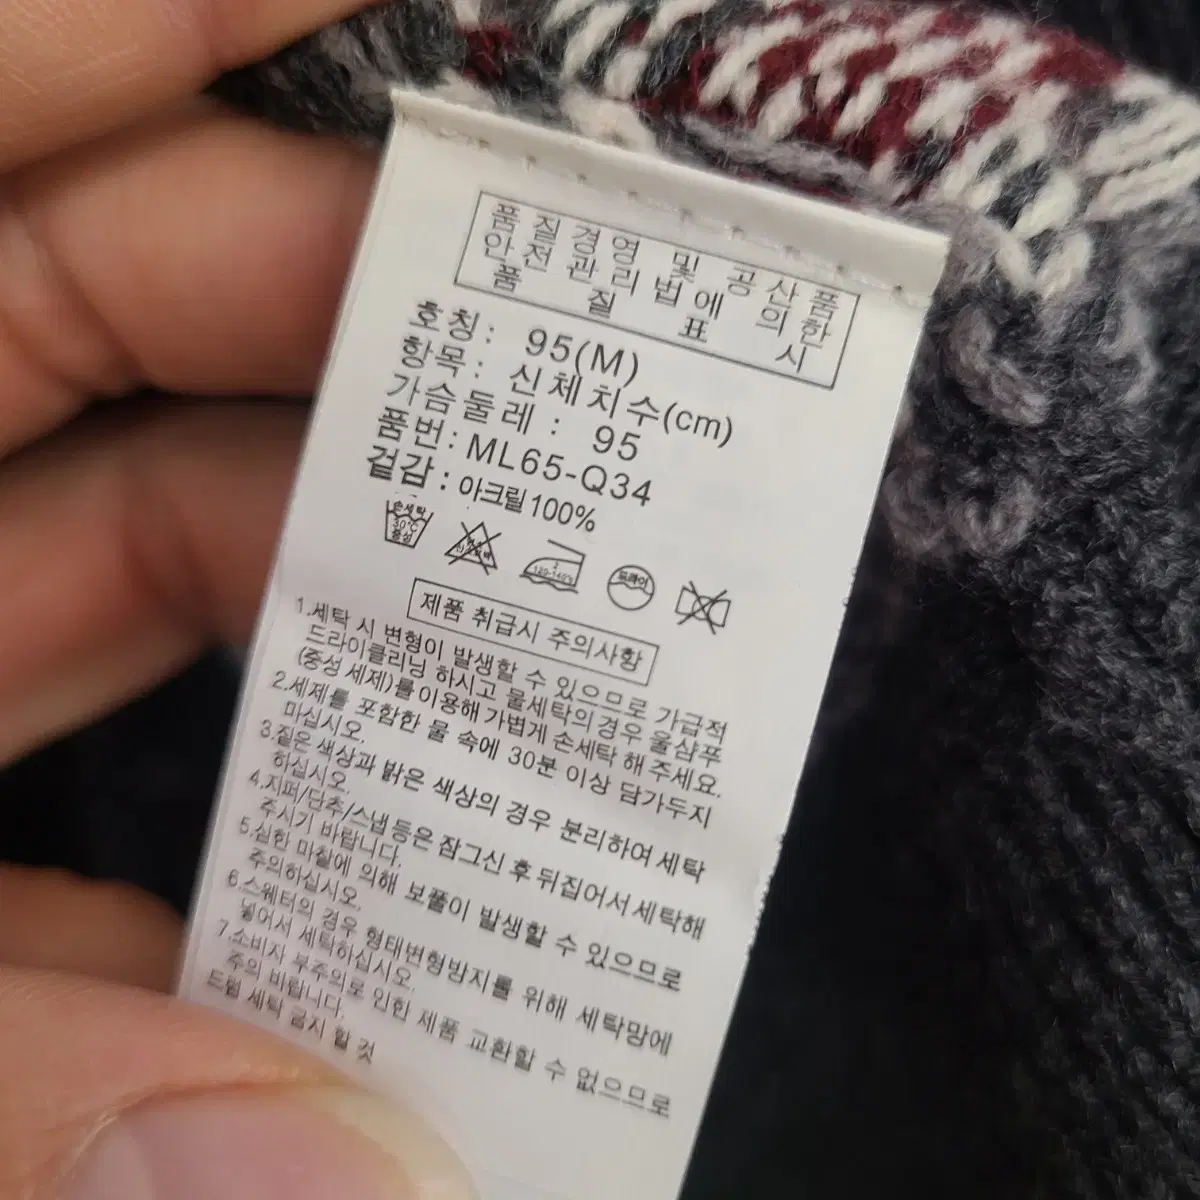 품질경영 및 공산품
안전관리법에 의한
품질표시
호칭: 95(M)
항목: 신체치수(cm)
가슴둘레: 95
품번: ML65-Q34
겉감: 아크릴100%
손세탁
30℃
중성
드라이
제품 취급시 주의사항
1.세탁 시 변형이 발생할 수 있으므로 가급적
드라이클리닝 하시고 물세탁의 경우 울샴푸
(중성 세제)를 이용해 가볍게 손세탁 해 주세요.
2.세제를 포함한 물 속에 30분 이상 담가두지
마십시오.
3.짙은 색상과 밝은 색상의 경우 분리하여 세탁
하십시오.
4.지퍼/단추/스냅 등은 잠그신 후 뒤집어서 세탁해
주시기 바랍니다.
5.심한 마찰에 의해 보풀이 발생할 수 있으므로
주의하십시오.
6.스웨터의 경우 형태변형방지를 위해 세탁망에
넣어서 세탁하십시오.
7.소비자 부주의로 인한 제품 교환할 수 없으므로
주의 바랍니다.
드럼 세탁 금지 할 것